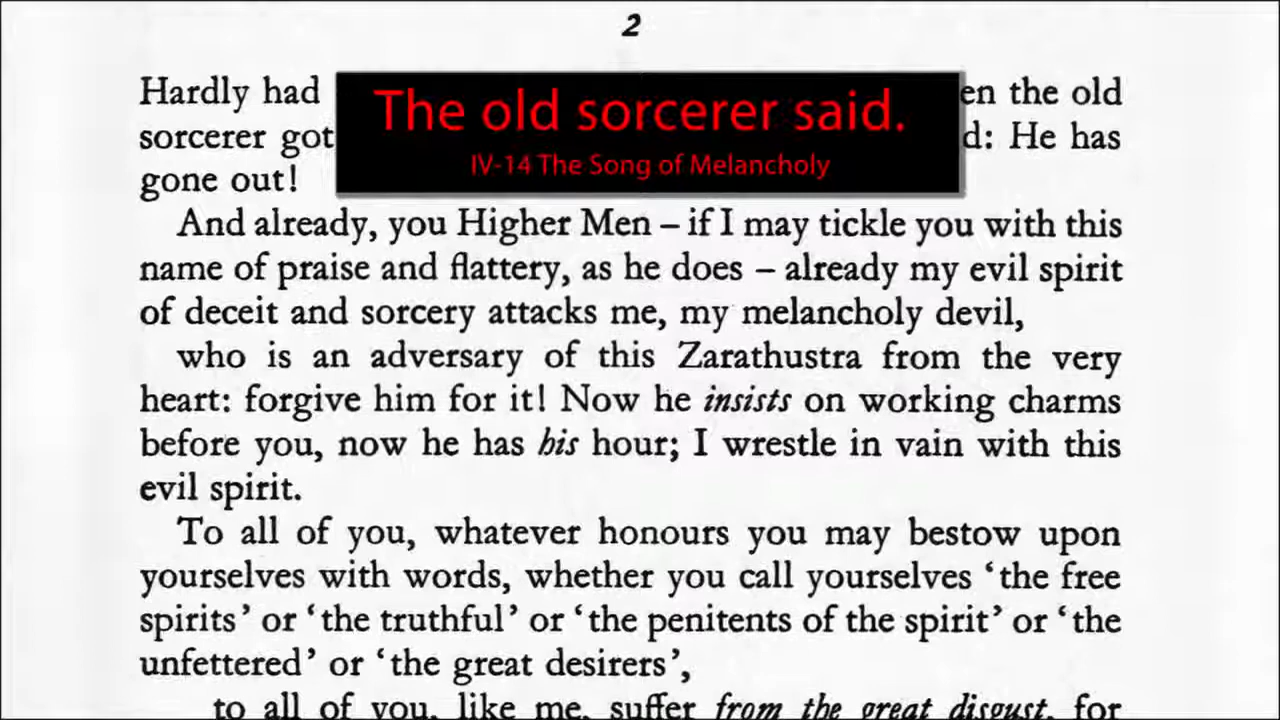 2
Hardly had
The old sorcerer said.
en the old
sorcerer got
d: He has
IV-14 The Song of Melancholy
gone out!
And already, you Higher Men – if I may tickle you with this
name of praise and flattery, as he does – already my evil spirit
of deceit and sorcery attacks me, my melancholy devil,
who is an adversary of this Zarathustra from the very
heart: forgive him for it! Now he insists on working charms
before you, now he has his hour; I wrestle in vain with this
evil spirit.
To all of you, whatever honours you may bestow upon
yourselves with words, whether you call yourselves ‘the free
spirits’ or ‘the truthful’ or ‘the penitents of the spirit’ or ‘the
unfettered’ or ‘the great desirers’,
to all of you, like me, suffer from the great disgust, for